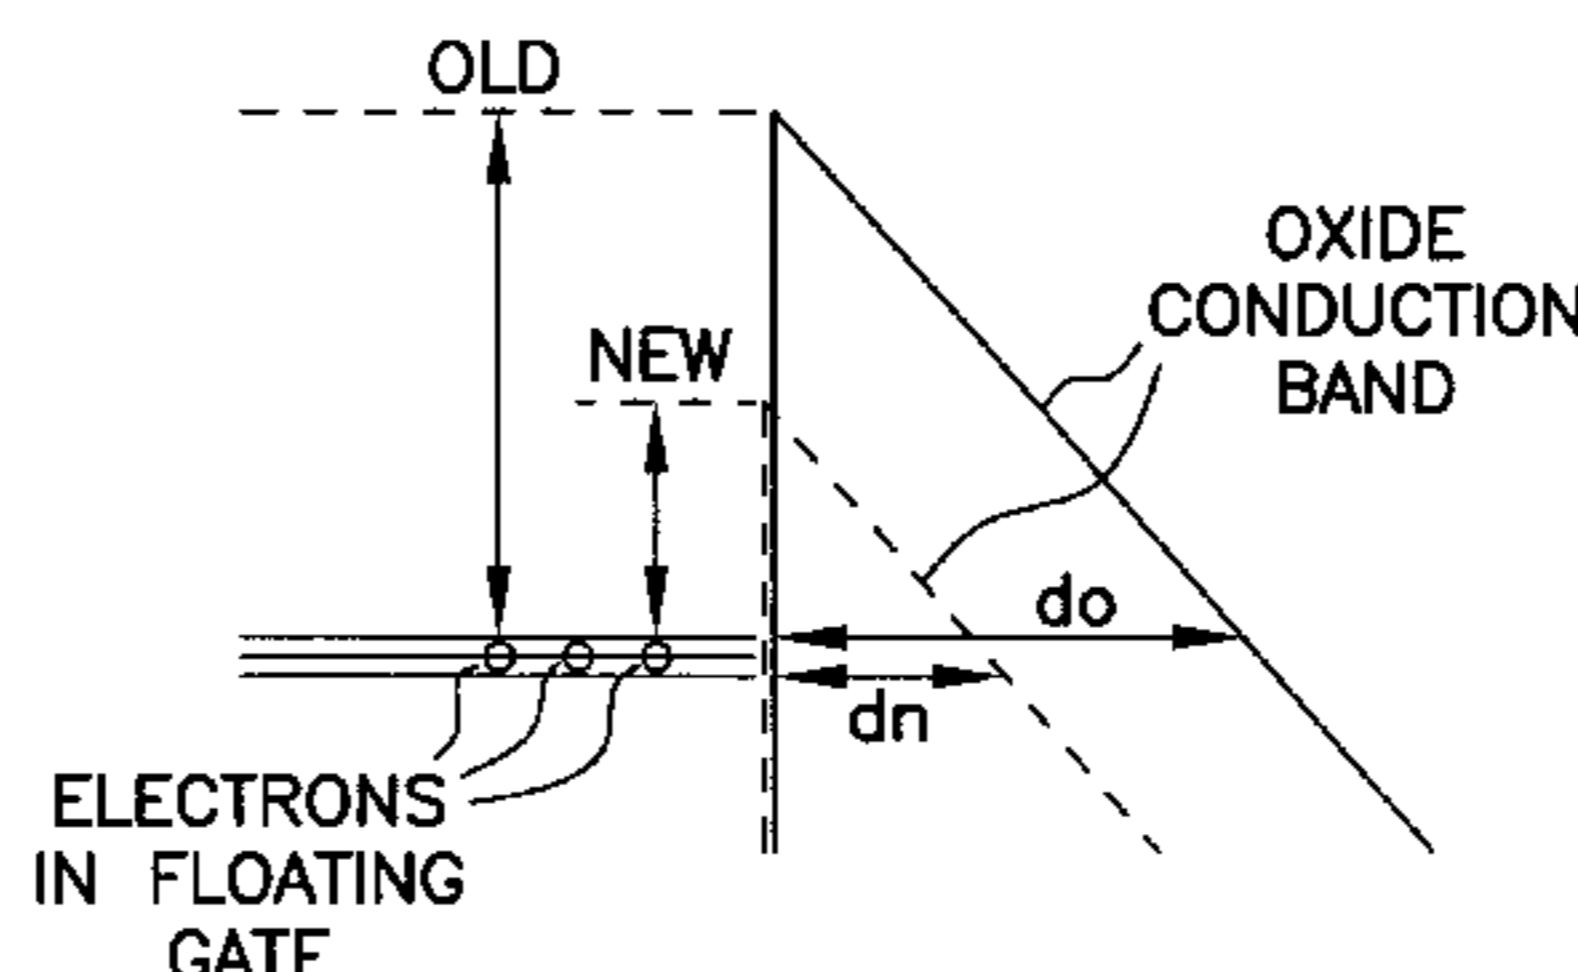 OLD
NEW
OXIDE
CONDUCTION
BAND
do
dn
ELECTRONS
IN FLOATING
GATE